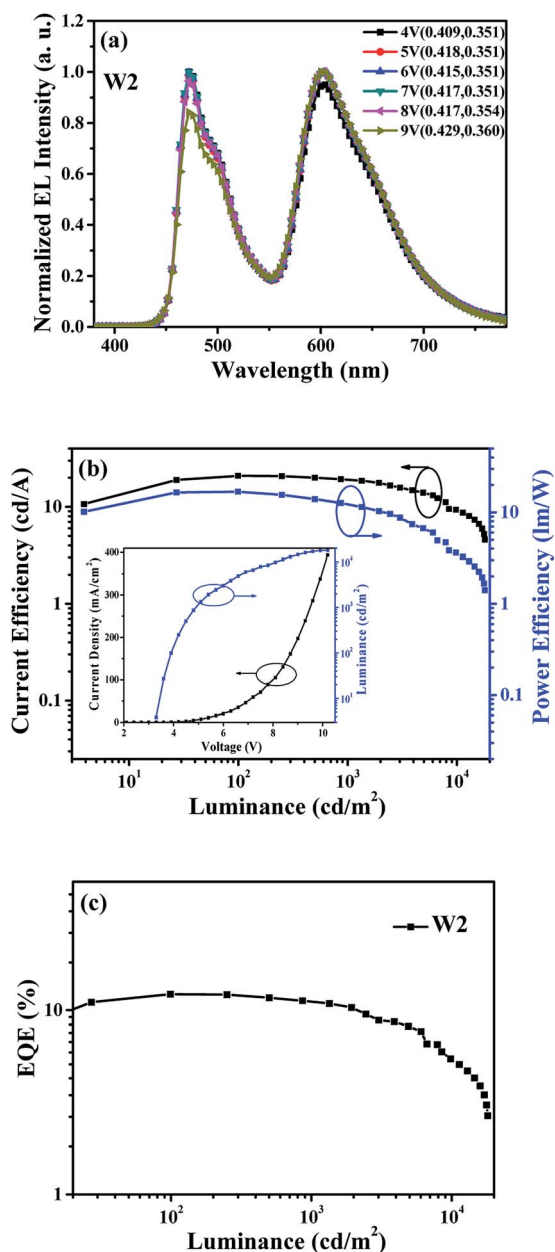 (a)
W2
4V(0.409,0.351)
5V(0.418,0.351)
6V(0.415,0.351)
7V(0.417,0.351)
8V(0.417,0.354)
9V(0.429,0.360)
Normalized EL Intensity (a. u.)
1.0
0.8
0.6
0.4
0.2
0.0
400 500 600 700
Wavelength (nm)
(b)
Current Efficiency (cd/A)
10
1
0.1
Power Efficiency (lm/W)
10
1
0.1
Current Density (mA/cm²)
400
300
200
100
0
Luminance (cd/m²)
10⁴
10³
10²
10¹
2 4 6 8 10
Voltage (V)
10¹ 10² 10³ 10⁴
Luminance (cd/m²)
(c)
W2
EQE (%)
10
1
10² 10³ 10⁴
Luminance (cd/m²)